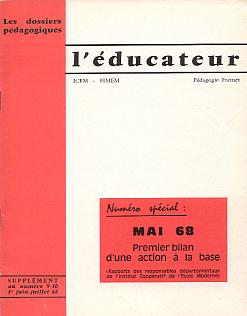 Les dossiers
pédagogiques
l'éducateur
ICEM - FIMEM
Pédagogie Freinet
Numéro spécial :
MAI 68
Premier bilan
d'une action à la base
(Rapports des responsables départementaux
de l'Institut Coopératif de l'Ecole Moderne)
SUPPLÉMENT
au numéro 9-10
1er juin-juillet 68